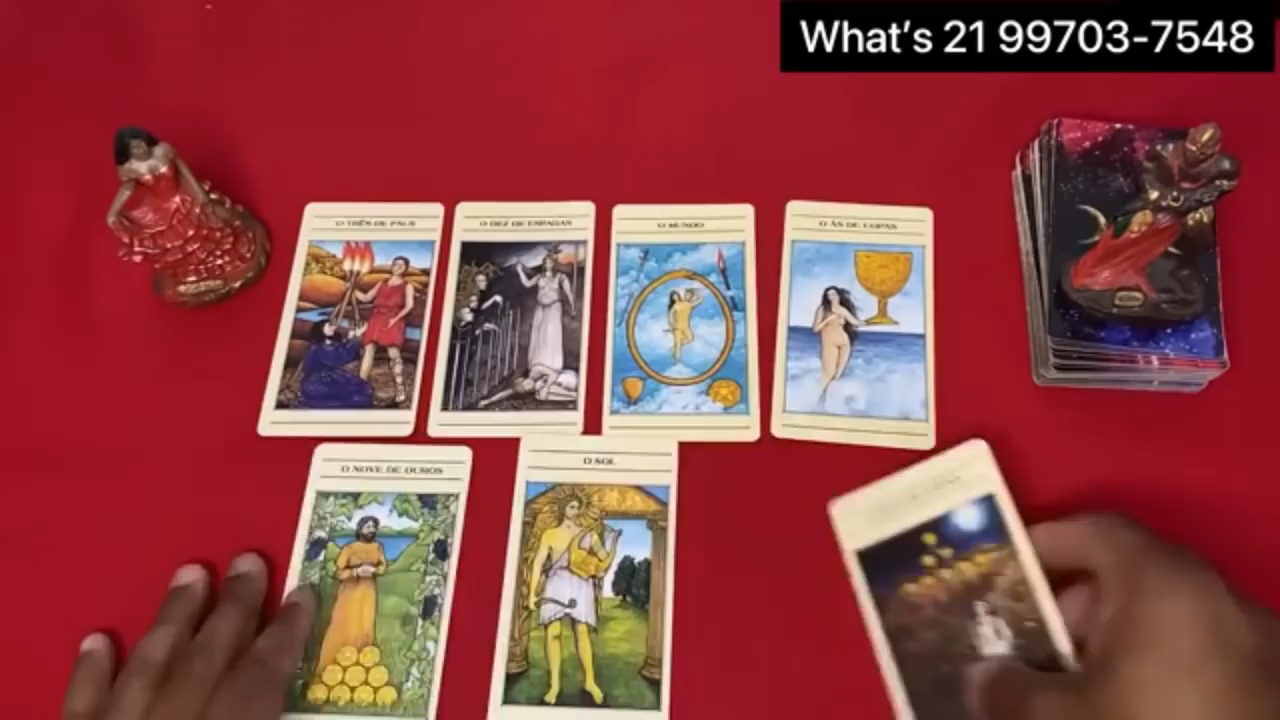 What's 21 99703-7548
O TRÊS DE PAUS
O DEZ DE ESPADAS
O MUNDO
O ÁS DE COPAS
O NOVE DE OUROS
O SOL